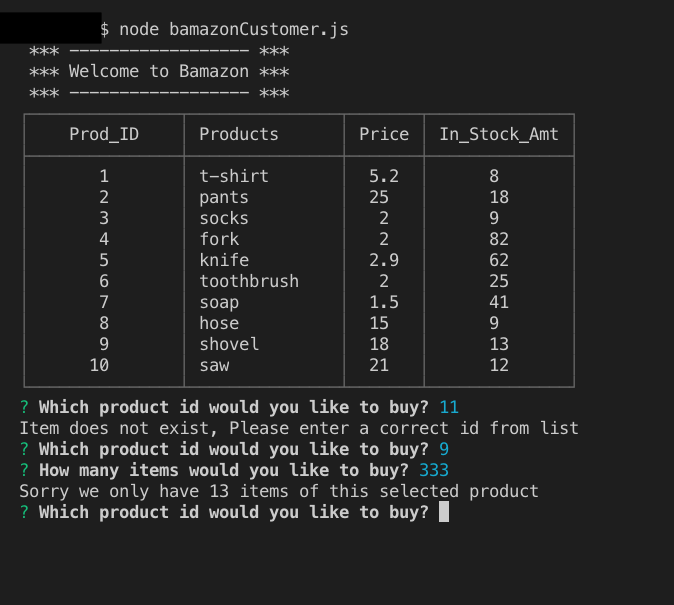 $ node bamazonCustomer.js
*** ------------------ ***
*** Welcome to Bamazon ***
*** ------------------ ***
Prod_ID Products Price In_Stock_Amt
1 t-shirt 5.2 8
2 pants 25 18
3 socks 2 9
4 fork 2 82
5 knife 2.9 62
6 toothbrush 2 25
7 soap 1.5 41
8 hose 15 9
9 shovel 18 13
10 saw 21 12
? Which product id would you like to buy? 11
Item does not exist, Please enter a correct id from list
? Which product id would you like to buy? 9
? How many items would you like to buy? 333
Sorry we only have 13 items of this selected product
? Which product id would you like to buy?